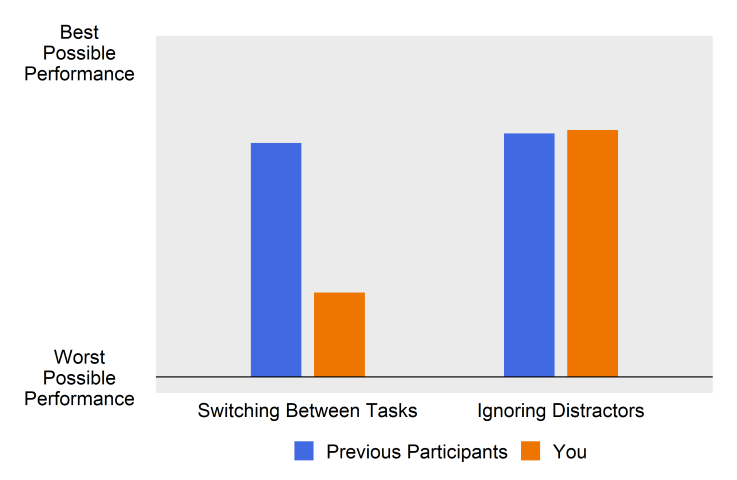 Best
Possible
Performance
Worst
Possible
Performance
Switching Between Tasks
Ignoring Distractors
Previous Participants
You